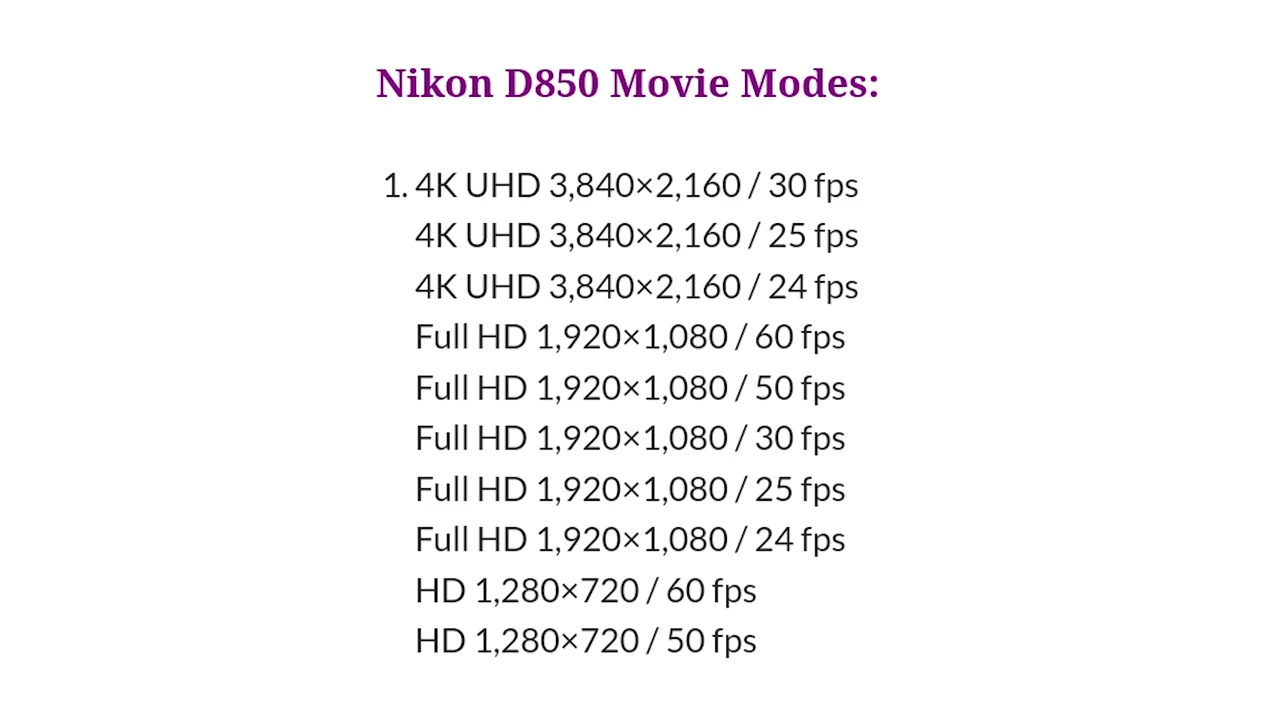 Nikon D850 Movie Modes:
1. 4K UHD 3,840×2,160 / 30 fps
4K UHD 3,840×2,160 / 25 fps
4K UHD 3,840×2,160 / 24 fps
Full HD 1,920×1,080 / 60 fps
Full HD 1,920×1,080 / 50 fps
Full HD 1,920×1,080 / 30 fps
Full HD 1,920×1,080 / 25 fps
Full HD 1,920×1,080 / 24 fps
HD 1,280×720 / 60 fps
HD 1,280×720 / 50 fps